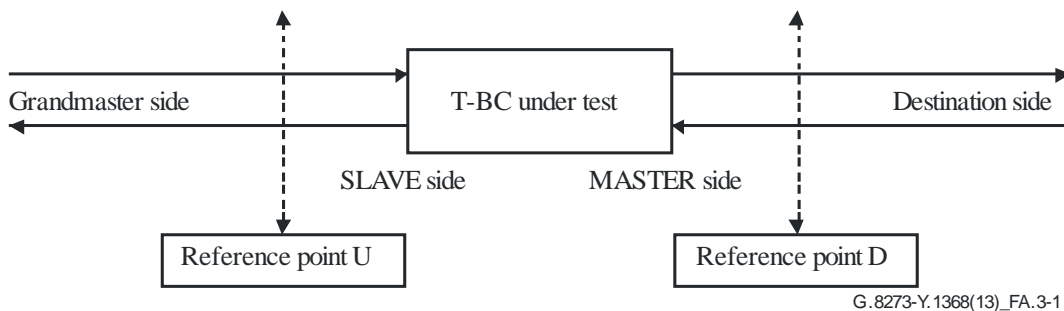 Grandmaster side
T-BC under test
Destination side
SLAVE side
MASTER side
Reference point U
Reference point D
G.8273-Y.1368(13)_FA.3-1